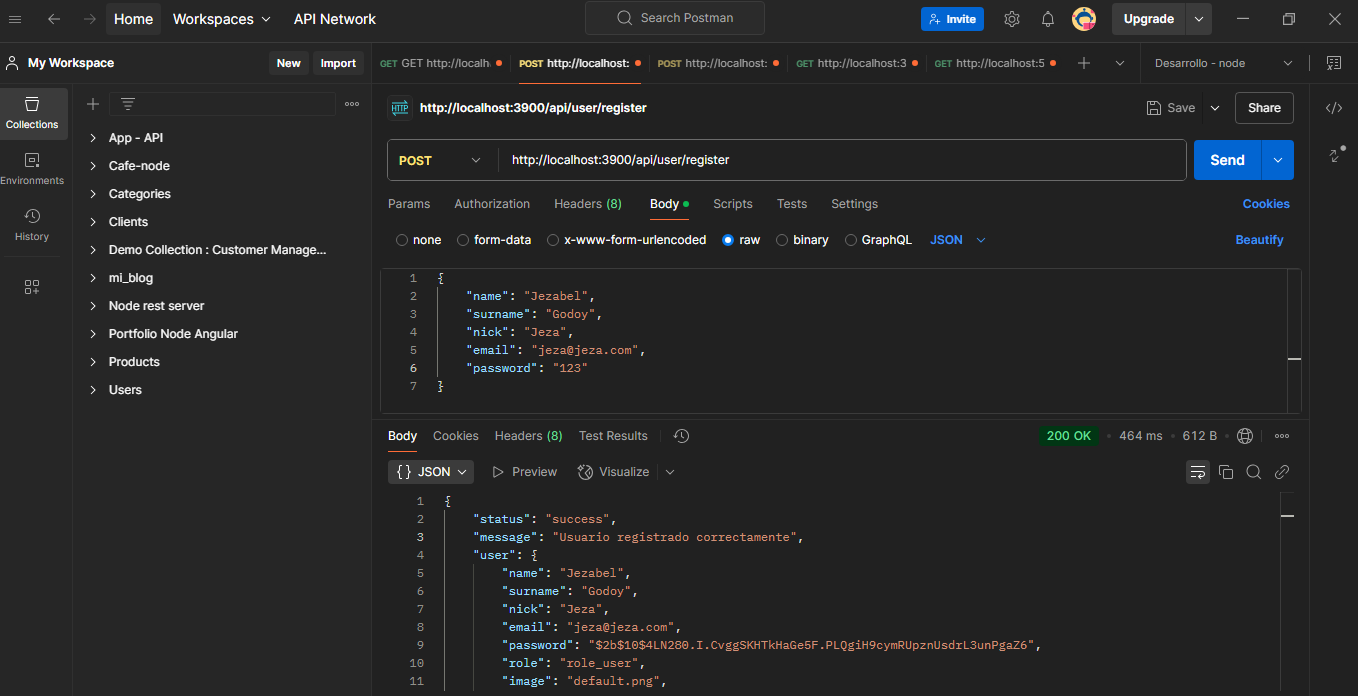 Home Workspaces API Network Search Postman Invite Upgrade
My Workspace New Import GET GET http://localh POST http://localhost: POST http://localhost: GET http://localhost:3 GET http://localhost:5 Desarrollo - node
Collections
Environments
History
App - API
Cafe-node
Categories
Clients
Demo Collection : Customer Manage...
mi_blog
Node rest server
Portfolio Node Angular
Products
Users
HTTP http://localhost:3900/api/user/register Save Share
POST http://localhost:3900/api/user/register Send
Params Authorization Headers (8) Body Scripts Tests Settings Cookies
none form-data x-www-form-urlencoded raw binary GraphQL JSON Beautify
1 {
2 "name": "Jezabel",
3 "surname": "Godoy",
4 "nick": "Jeza",
5 "email": "jeza@jeza.com",
6 "password": "123"
7 }
Body Cookies Headers (8) Test Results 200 OK • 464 ms • 612 B •
{} JSON Preview Visualize
1 {
2 "status": "success",
3 "message": "Usuario registrado correctamente",
4 "user": {
5 "name": "Jezabel",
6 "surname": "Godoy",
7 "nick": "Jeza",
8 "email": "jeza@jeza.com",
9 "password": "$2b$10$4LN280.I.CvggSKHTkHaGe5F.PLQgiH9cymRUpznUsdrL3unPgaZ6",
10 "role": "role_user",
11 "image": "default.png",